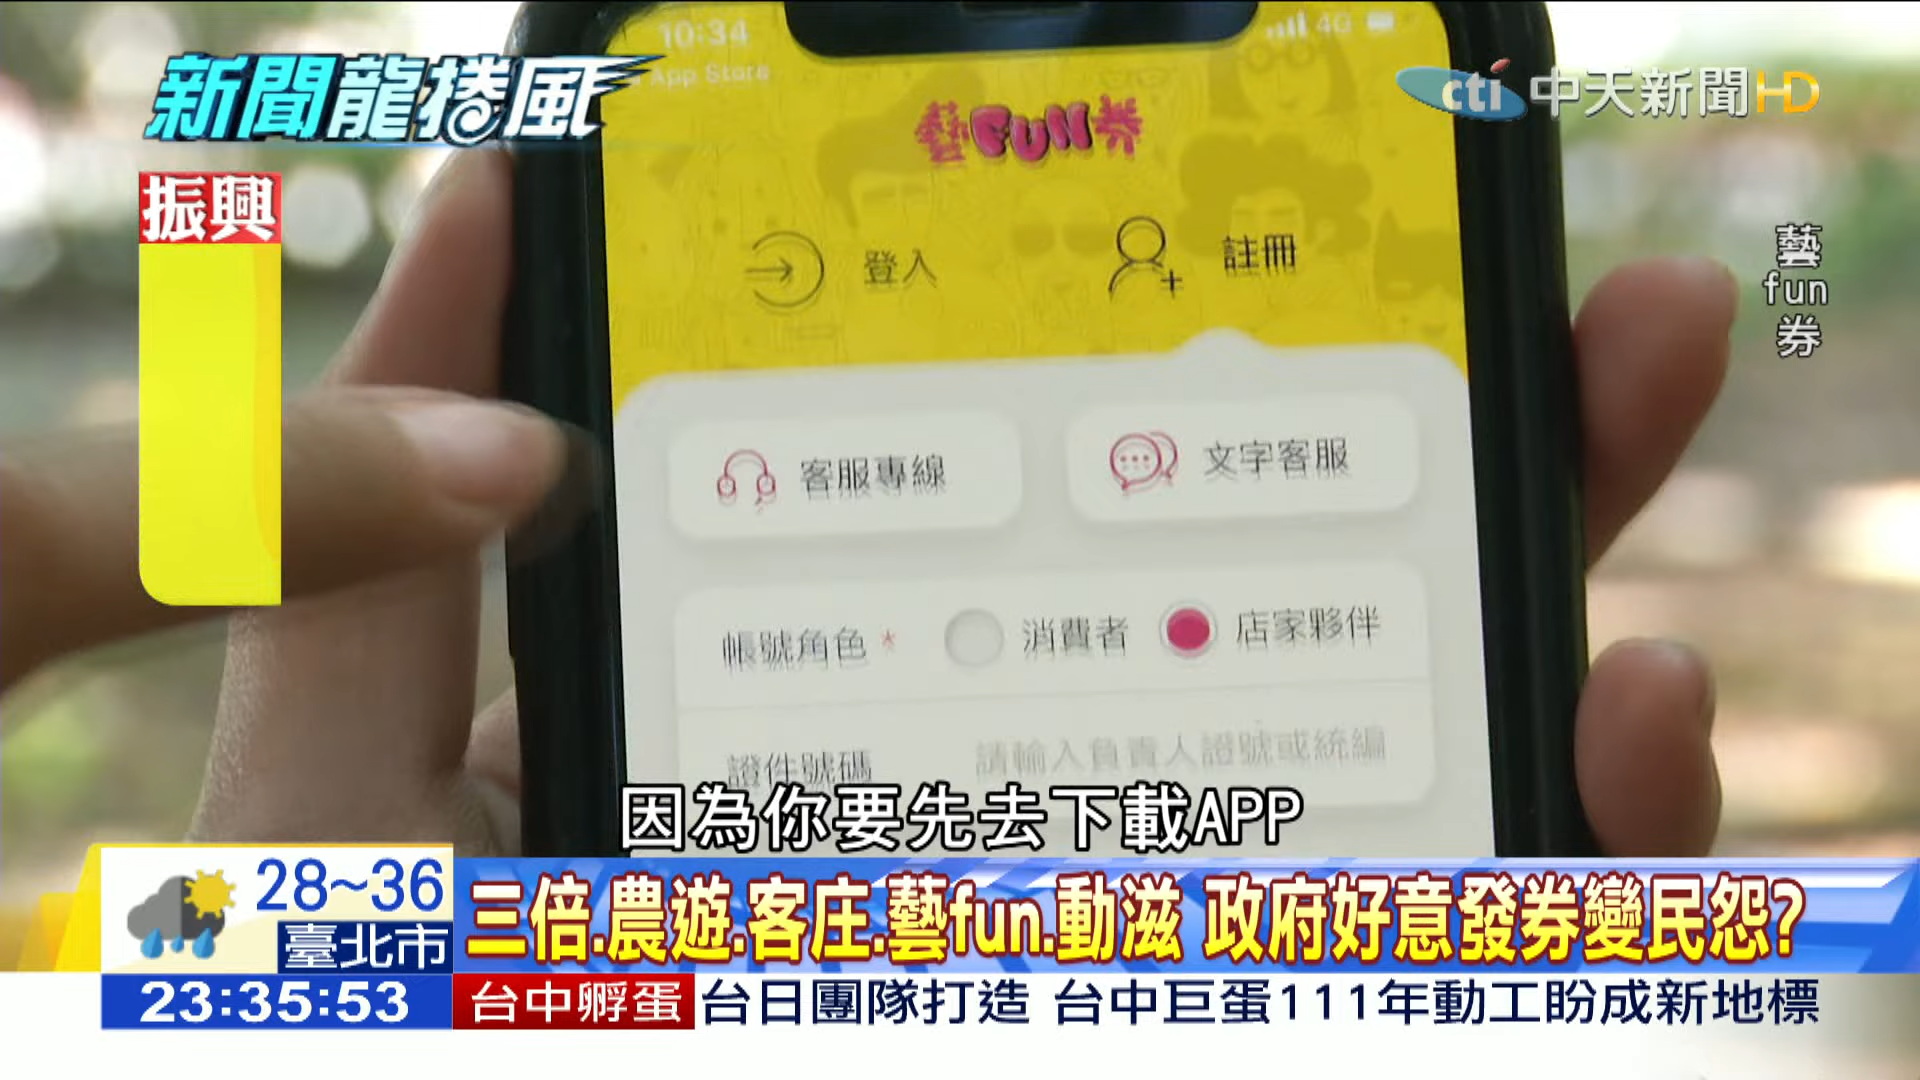 10:34
4G
App Store
新聞龍捲風
cti 中天新聞HD
藝FUN券
振興
藝fun券
登入
註冊
客服專線
文字客服
帳號角色 *
消費者
店家夥伴
證件號碼
請輸入負責人證號或統編
因為你要先去下載APP
28~36
臺北市
三倍.農遊.客庄.藝fun.動滋 政府好意發券變民怨?
23:35:53
台中孵蛋
台日團隊打造 台中巨蛋111年動工盼成新地標